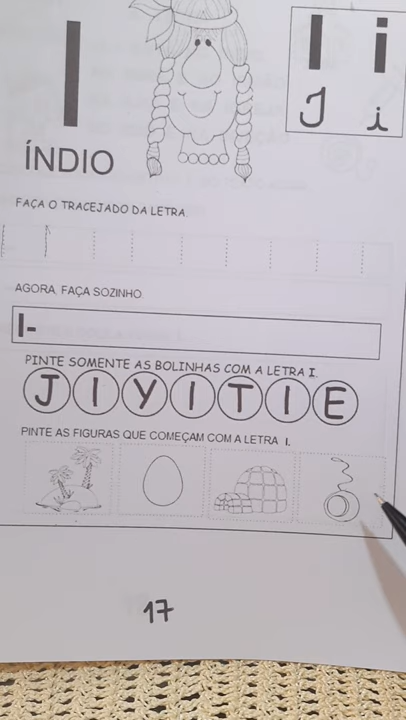 I
I i
I i
ÍNDIO
FAÇA O TRACEJADO DA LETRA
AGORA, FAÇA SOZINHO
I-
PINTE SOMENTE AS BOLINHAS COM A LETRA I.
J I Y I T I E
PINTE AS FIGURAS QUE COMEÇAM COM A LETRA I.
17